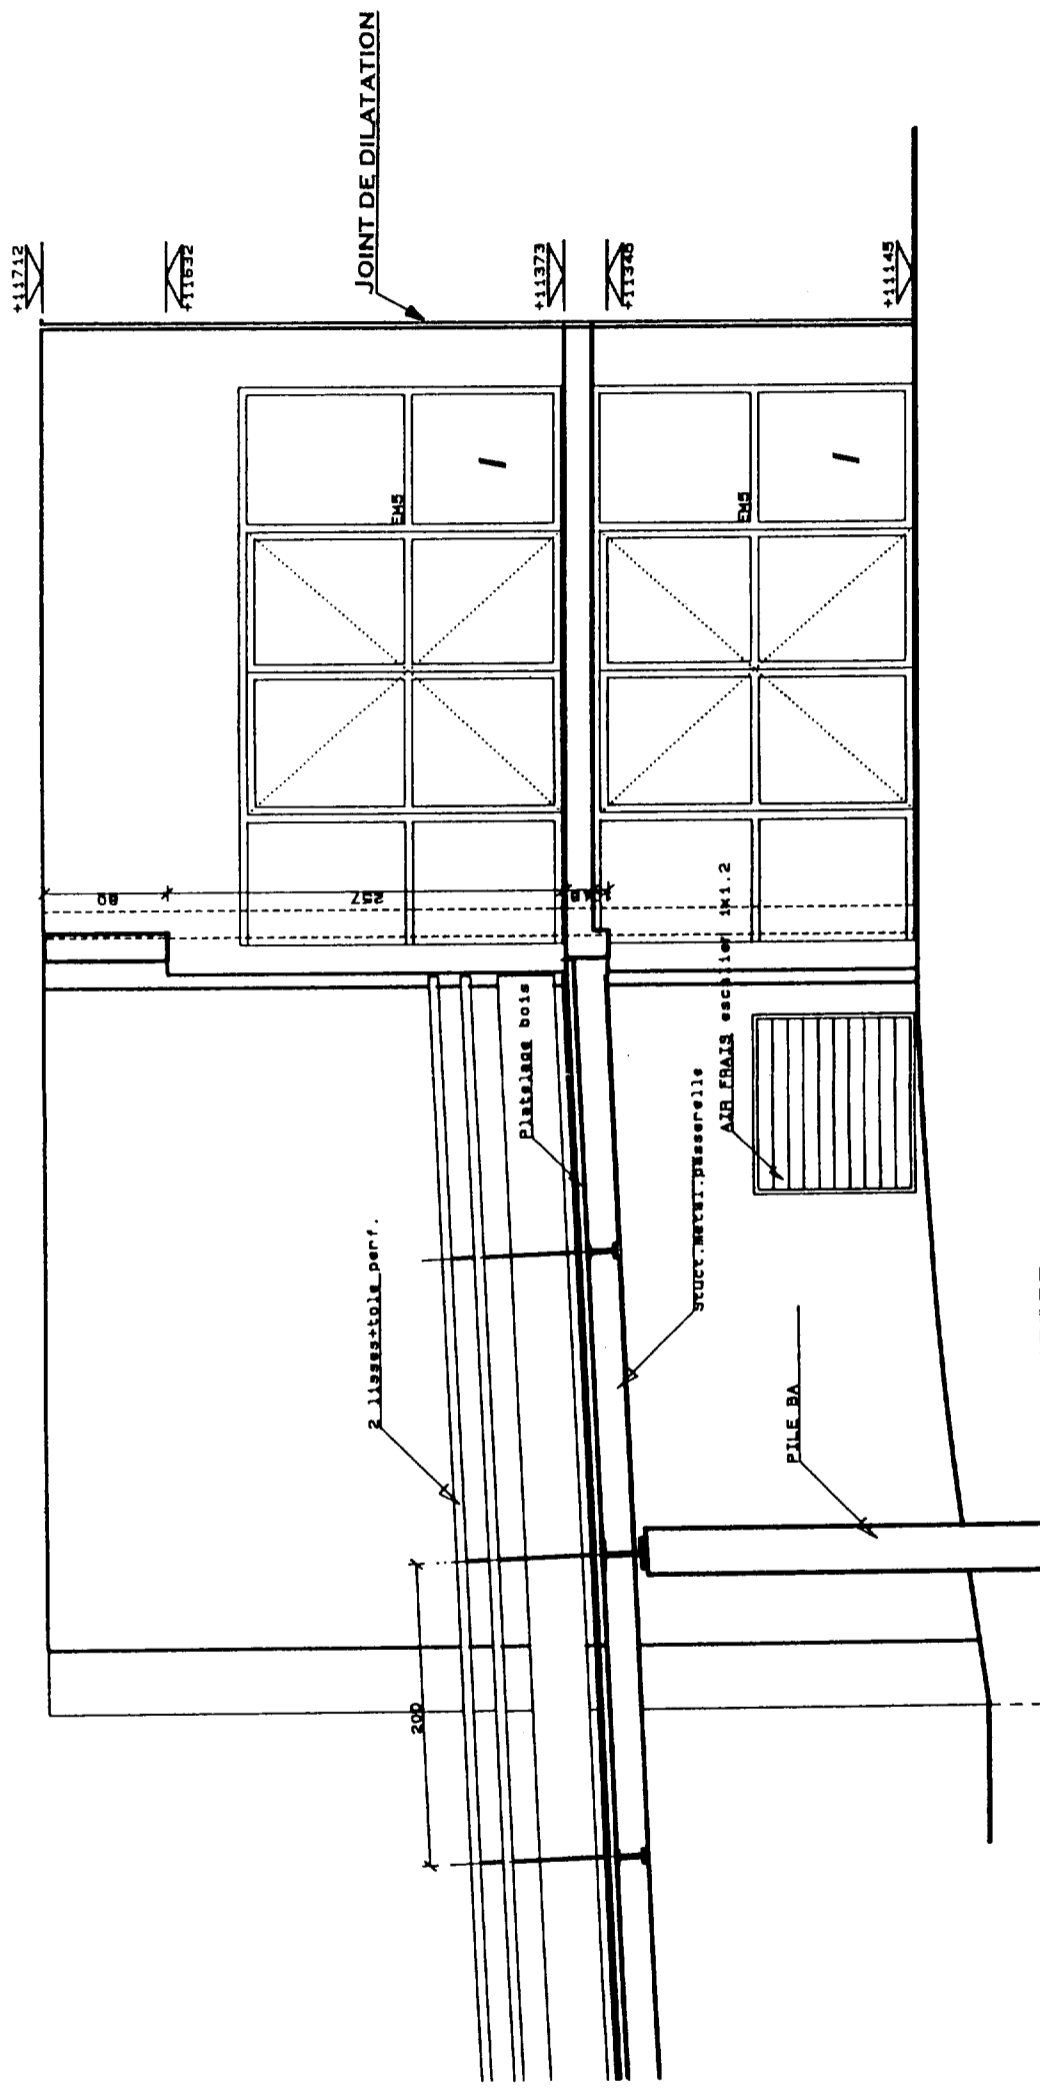 +11712
+11632
JOINT DE DILATATION
+11373
+11348
+11145
EM5
EM5
80
257
2 lisses+tole perf.
Platelage bois
AIR FRAIS escalier 1x1.2
Stuct.metal.passerelle
PILE BA
200